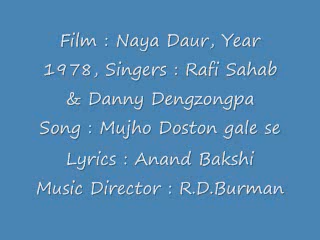 Film : Naya Daur, Year
1978, Singers : Rafi Sahab
& Danny Dengzongpa
Song : Mujho Doston gale se
Lyrics : Anand Bakshi
Music Director : R.D.Burman